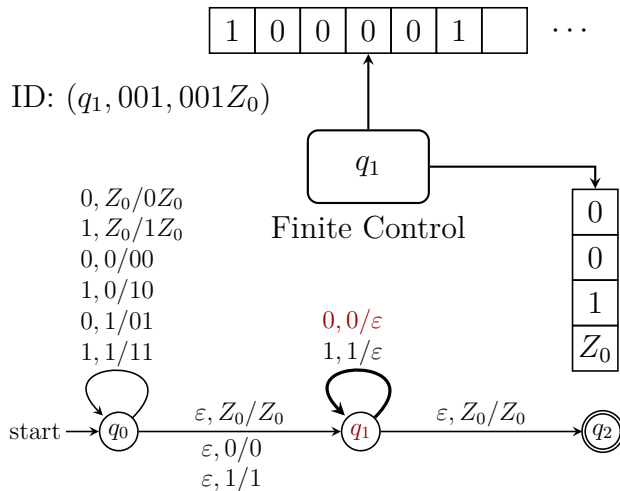 1 0 0 0 0 1 ⋯
ID: (q₁, 001, 001Z₀)
q₁
Finite Control
0
0
1
Z₀
0, Z₀/0Z₀
1, Z₀/1Z₀
0, 0/00
1, 0/10
0, 1/01
1, 1/11
0, 0/ε
1, 1/ε
start
q₀
ε, Z₀/Z₀
ε, 0/0
ε, 1/1
q₁
ε, Z₀/Z₀
q₂